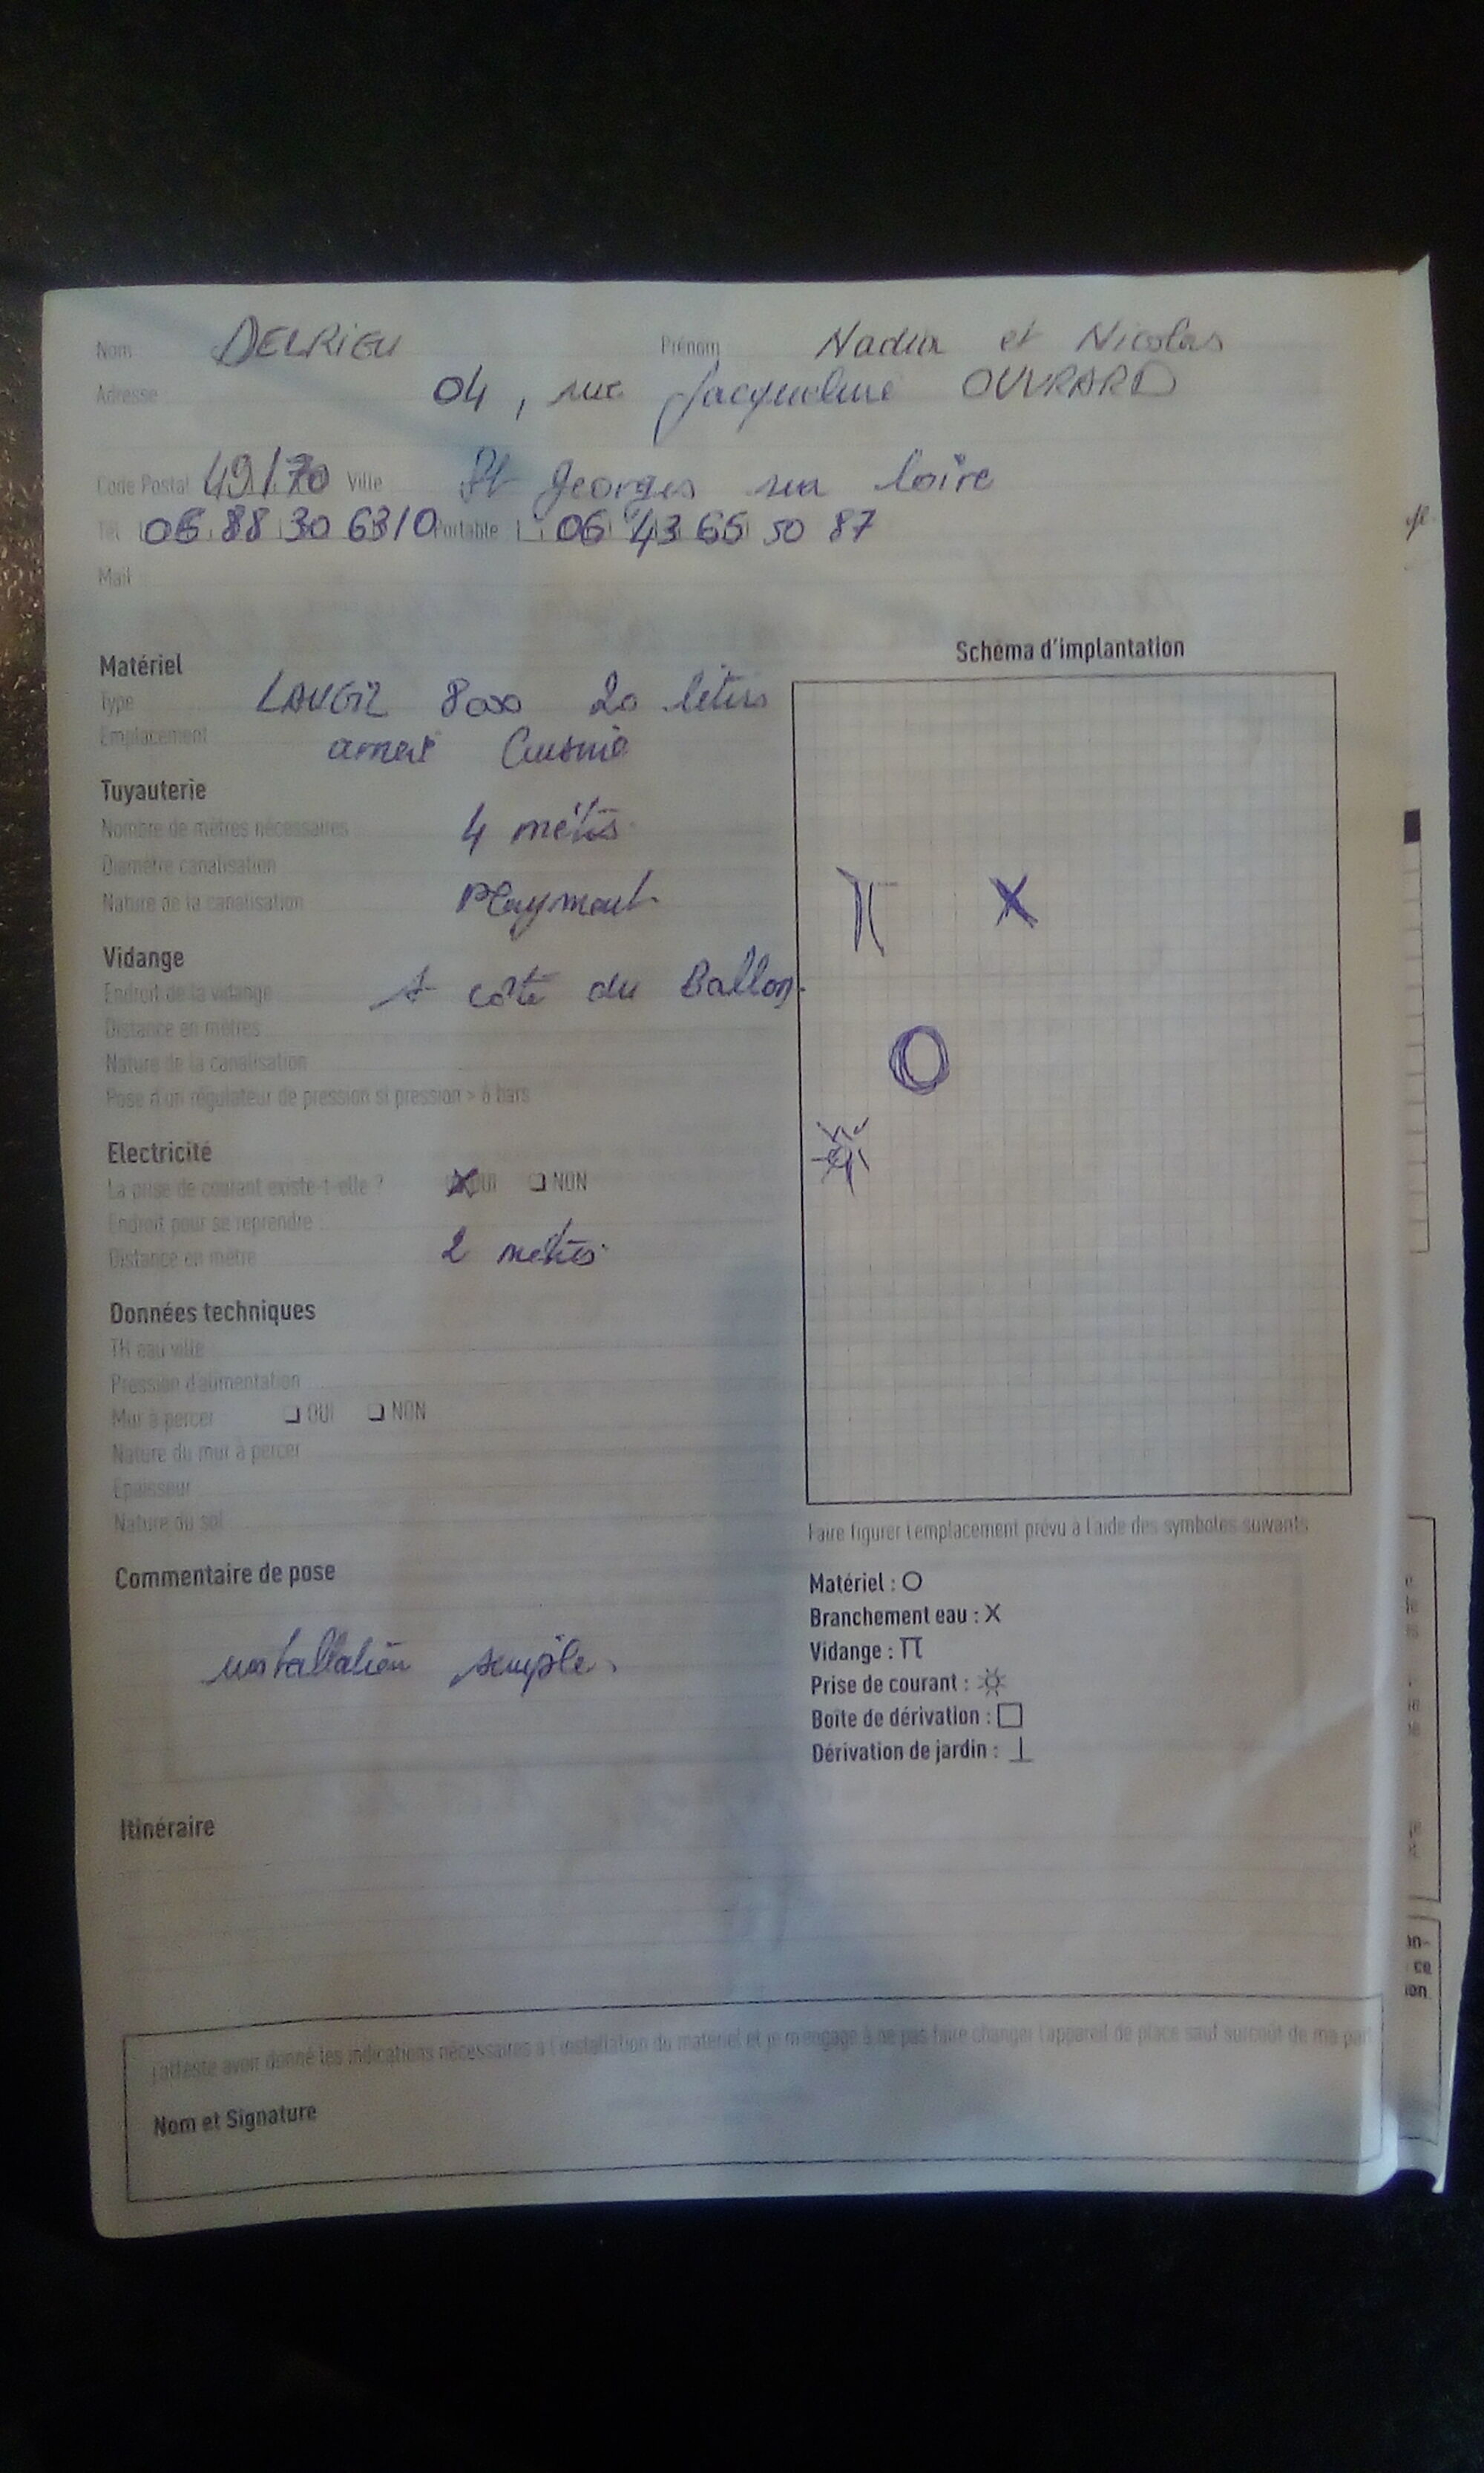 Nom DELRIEU Prénom Nadia et Nicolas
Adresse 04, rue Jacqueline OUVRARD
Code Postal 49170 Ville St Georges sur loire
Tél 06 88 30 63 10 Portable 06 43 65 50 87
Mail
Matériel
Type 8000 20 litres
Emplacement Cuisine
Tuyauterie
Nombre de mètres nécessaires 4 mètres
Diamètre canalisation
Nature de la canalisation
Vidange
Endroit de la vidange A côté du Ballon.
Distance en mètres
Nature de la canalisation
Pose d'un régulateur de pression si pression > 6 bars
Electricité
La prise de courant existe-t-elle ? X OUI ❑ NON
Endroit pour se reprendre :
Distance en mètre 2 mètres
Données techniques
TH eau ville
Pression d'alimentation
Mur à percer ❑ OUI ❑ NON
Nature du mur à percer
Epaisseur
Nature du sol
Commentaire de pose
installation simple.
Itinéraire
Schéma d'implantation
π X
O
Faire figurer l'emplacement prévu à l'aide des symboles suivants
Matériel : O
Branchement eau : X
Vidange : π
Prise de courant : ☼
Boîte de dérivation : □
Dérivation de jardin : ⊥
J'atteste avoir donné les indications nécessaires à l'installation du matériel et je m'engage à ne pas faire changer l'appareil de place sauf surcoût de ma part
Nom et Signature